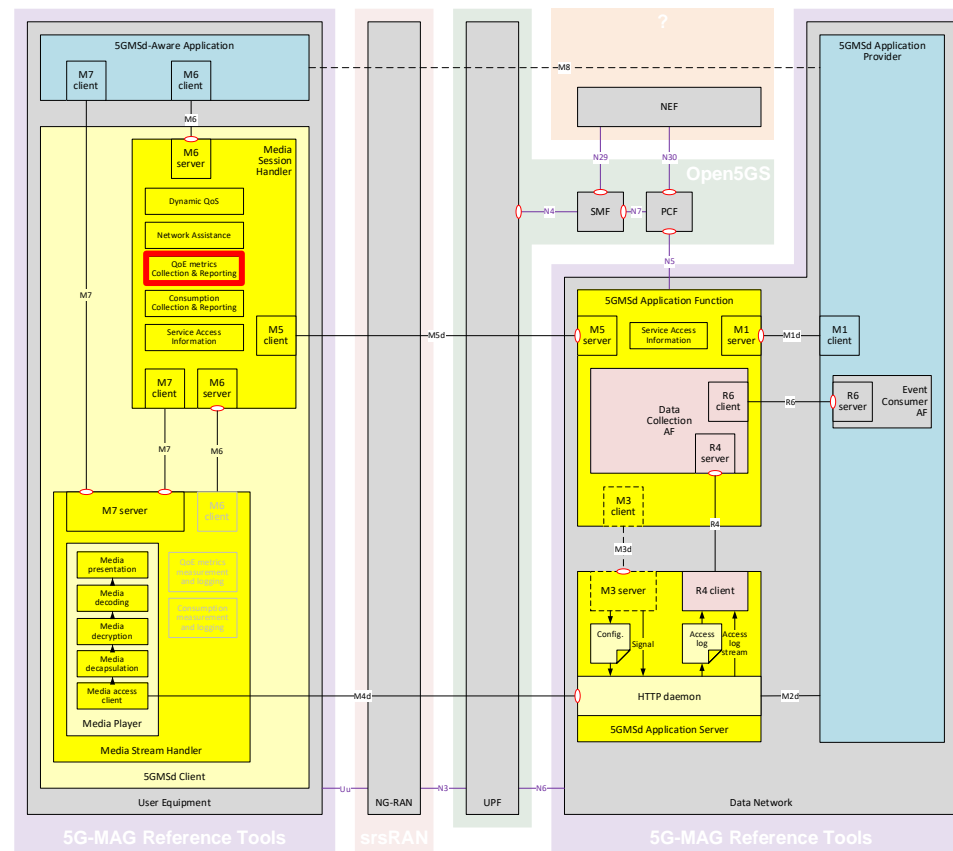 ?
5GMSd-Aware Application
M7
client
M6
client
M8
5GMSd Application
Provider
NEF
M6
M6
server
Media
Session
Handler
Dynamic QoS
Network Assistance
QoE metrics
Collection & Reporting
Consumption
Collection & Reporting
Service Access
Information
M5
client
M7
client
M6
server
M7
M7
M6
N29
N30
Open5GS
SMF
PCF
N4
N7
N5
M5d
5GMSd Application Function
M5
server
Service Access
Information
M1
server
M1d
M1
client
Data
Collection
AF
R6
client
R4
server
R6
R6
server
Event
Consumer
AF
M3
client
M3d
R4
M7 server
M6
client
Media
presentation
Media
decoding
Media
decryption
Media
decapsulation
Media access
client
Media Player
QoE metrics
measurement
and logging
Consumption
measurement
and logging
Media Stream Handler
5GMSd Client
User Equipment
M3 server
R4 client
Config.
Signal
Access
log
Access
log
stream
M4d
HTTP daemon
M2d
5GMSd Application Server
Uu
NG-RAN
N3
UPF
N6
Data Network
5G-MAG Reference Tools
srsRAN
5G-MAG Reference Tools